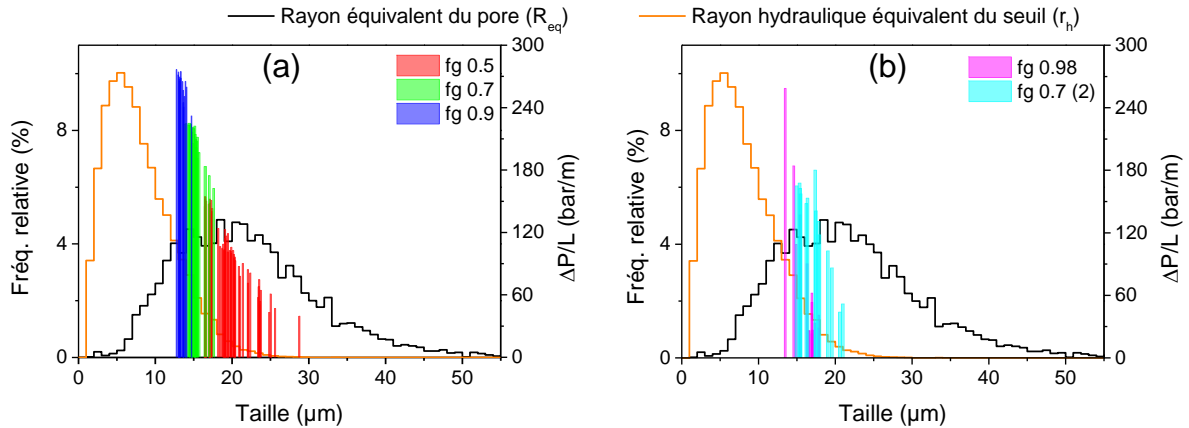 Rayon équivalent du pore (R_eq)
Rayon hydraulique équivalent du seuil (r_h)
(a)
fg 0.5
fg 0.7
fg 0.9
0
4
8
Fréq. relative (%)
0
60
120
180
240
300
ΔP/L (bar/m)
0 10 20 30 40 50
Taille (µm)
(b)
fg 0.98
fg 0.7 (2)
0
4
8
Fréq. relative (%)
0
60
120
180
240
300
ΔP/L (bar/m)
0 10 20 30 40 50
Taille (µm)